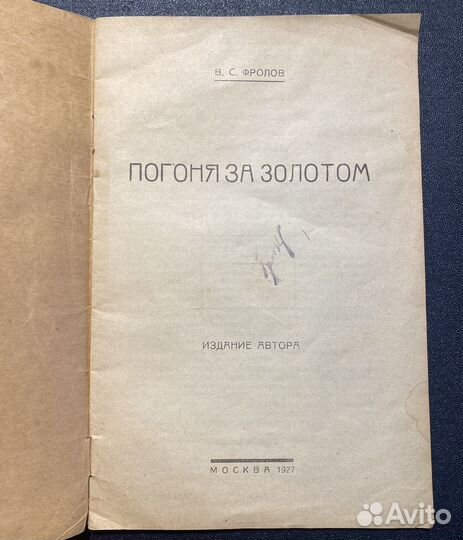 В. С. ФРОЛОВ
ПОГОНЯ ЗА ЗОЛОТОМ
ИЗДАНИЕ АВТОРА
МОСКВА 1927
Avito